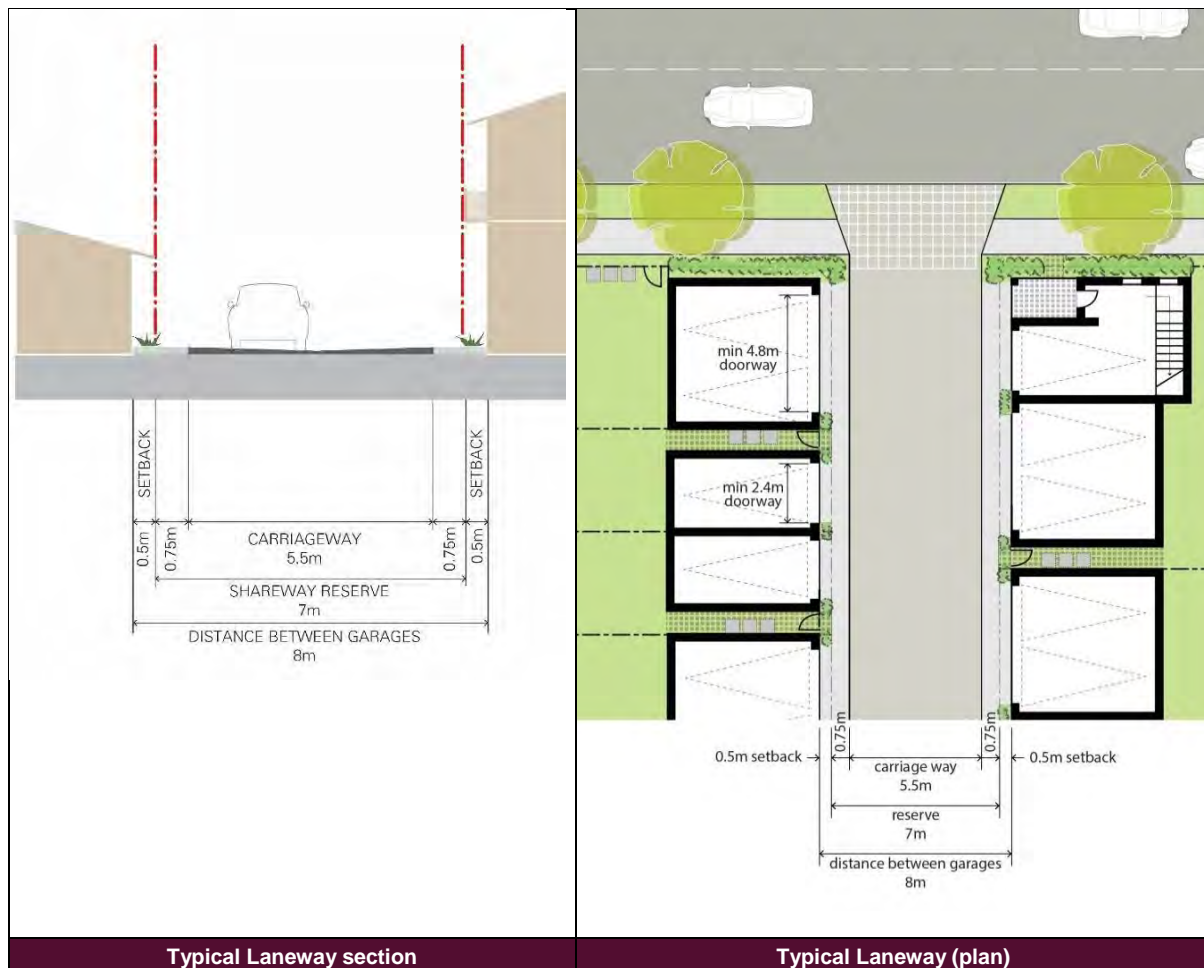 SETBACK
SETBACK
0.5m
0.75m
CARRIAGEWAY
5.5m
0.75m
0.5m
SHAREWAY RESERVE
7m
DISTANCE BETWEEN GARAGES
8m
Typical Laneway section
min 4.8m
doorway
min 2.4m
doorway
0.75m
0.75m
0.5m setback
carriage way
5.5m
0.5m setback
reserve
7m
distance between garages
8m
Typical Laneway (plan)